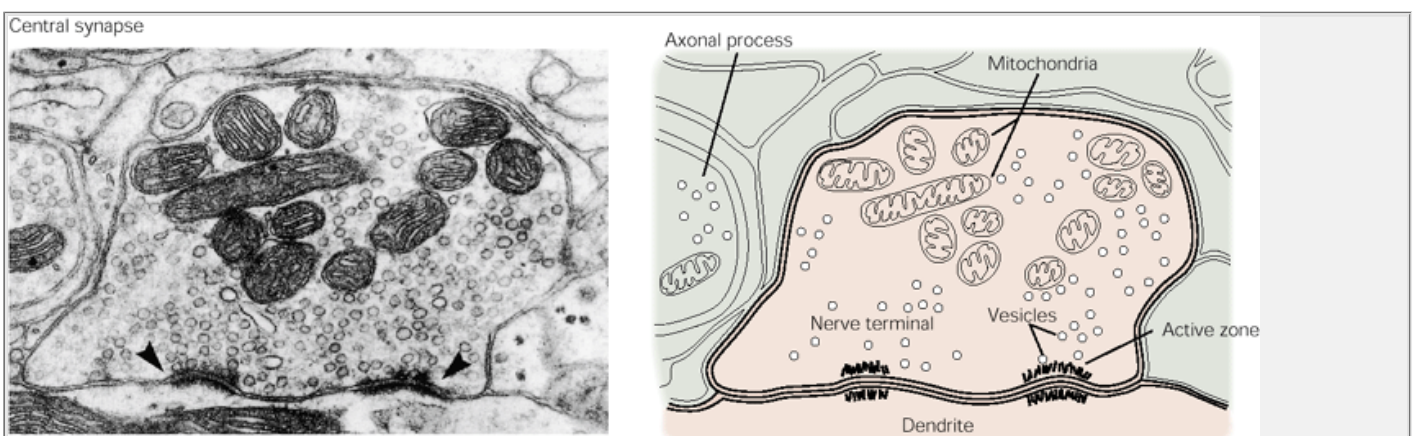 Central synapse
Axonal process
Mitochondria
Nerve terminal
Vesicles
Active zone
Dendrite